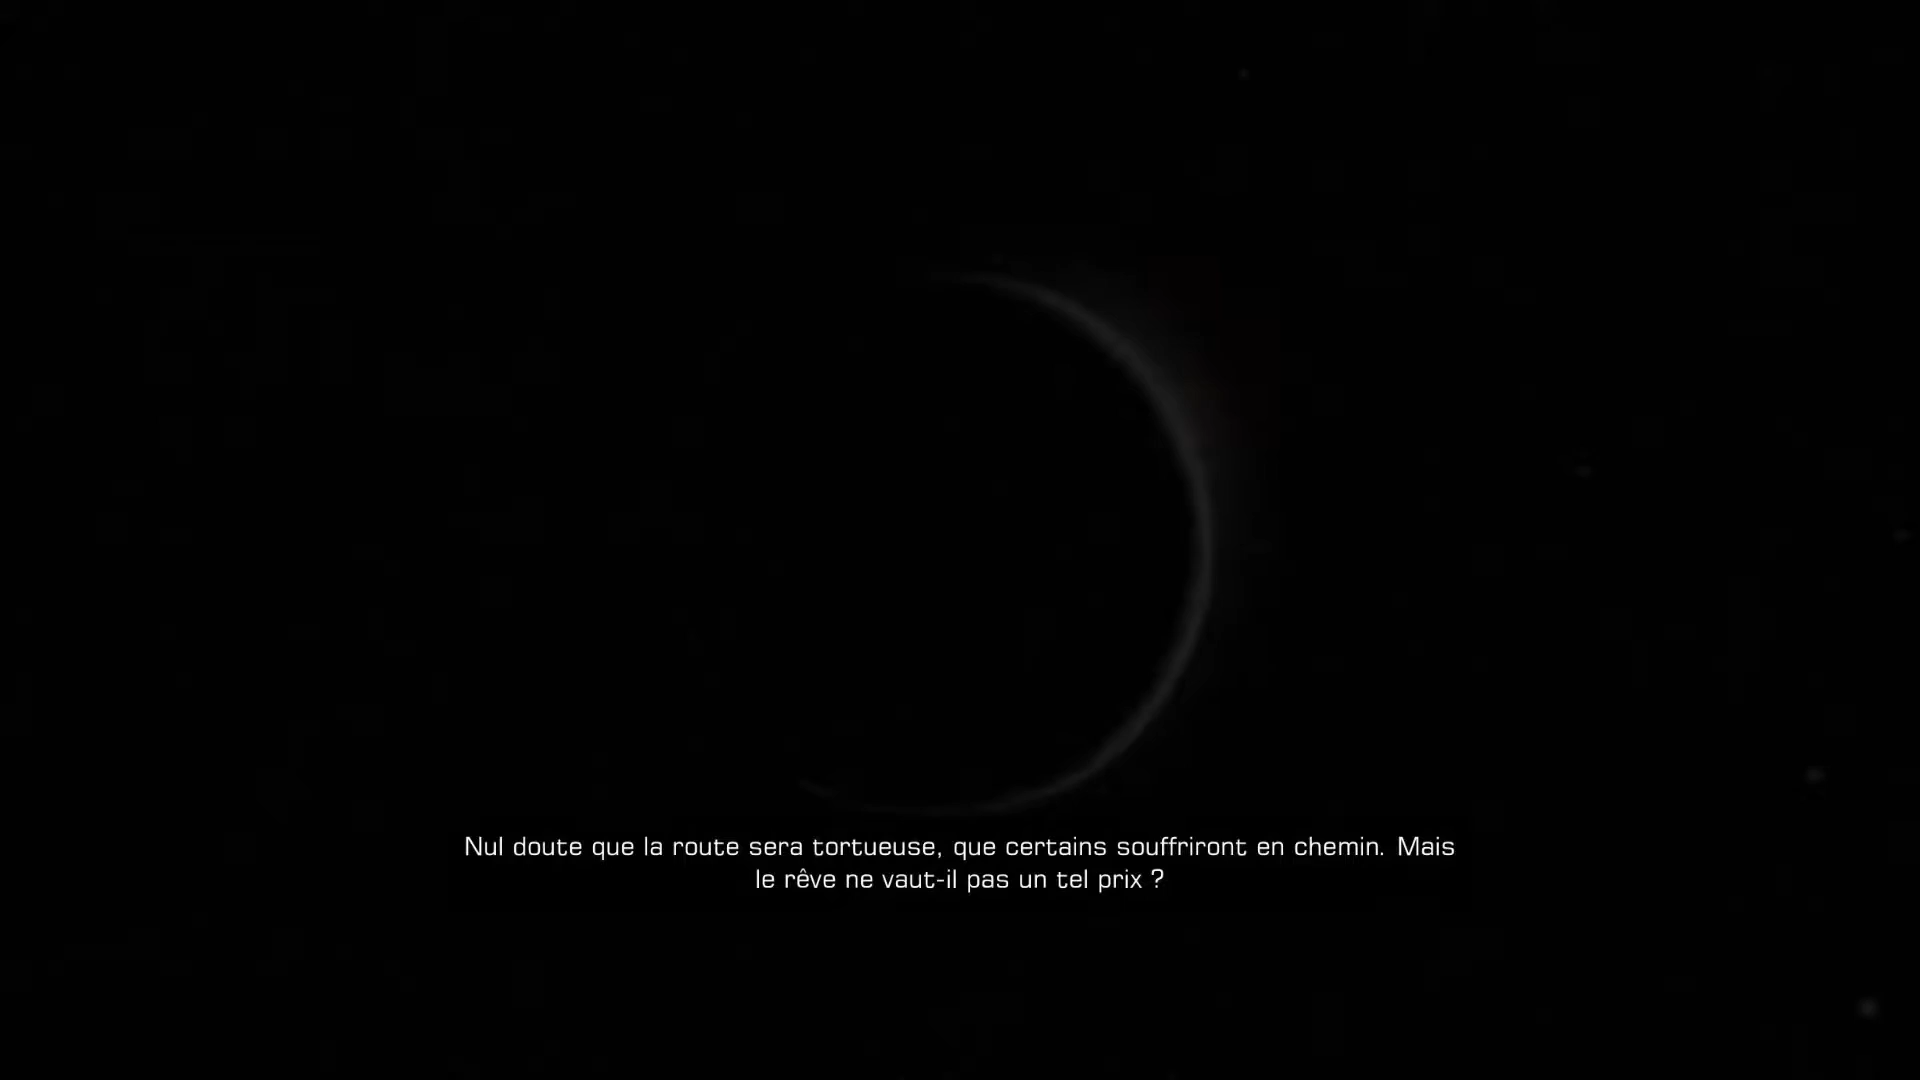 Nul doute que la route sera tortueuse, que certains souffriront en chemin. Mais
le rêve ne vaut-il pas un tel prix ?